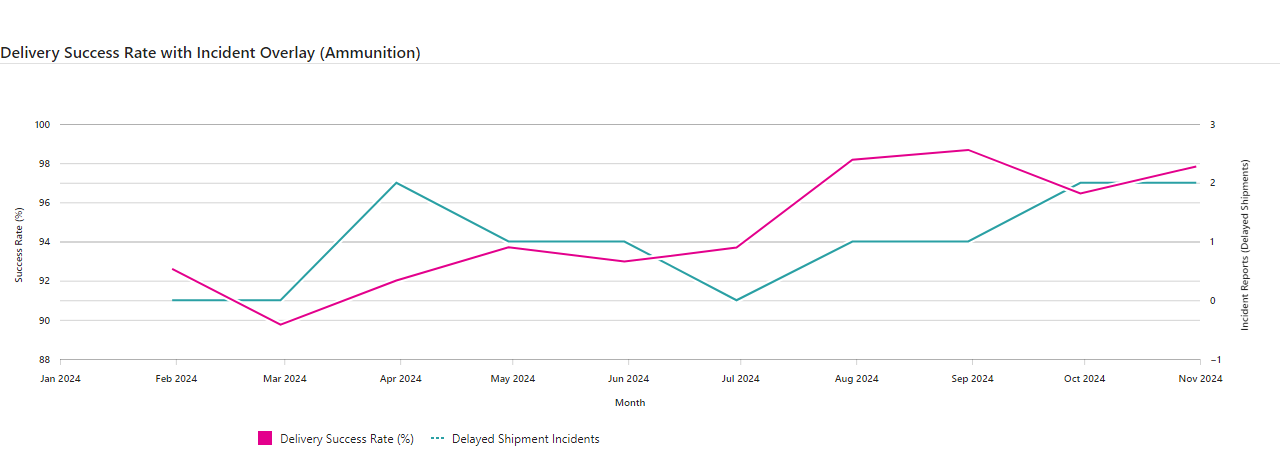 Delivery Success Rate with Incident Overlay (Ammunition)
100
98
96
94
92
90
88
Success Rate (%)
3
2
1
0
−1
Incident Reports (Delayed Shipments)
Jan 2024 Feb 2024 Mar 2024 Apr 2024 May 2024 Jun 2024 Jul 2024 Aug 2024 Sep 2024 Oct 2024 Nov 2024
Month
Delivery Success Rate (%) Delayed Shipment Incidents